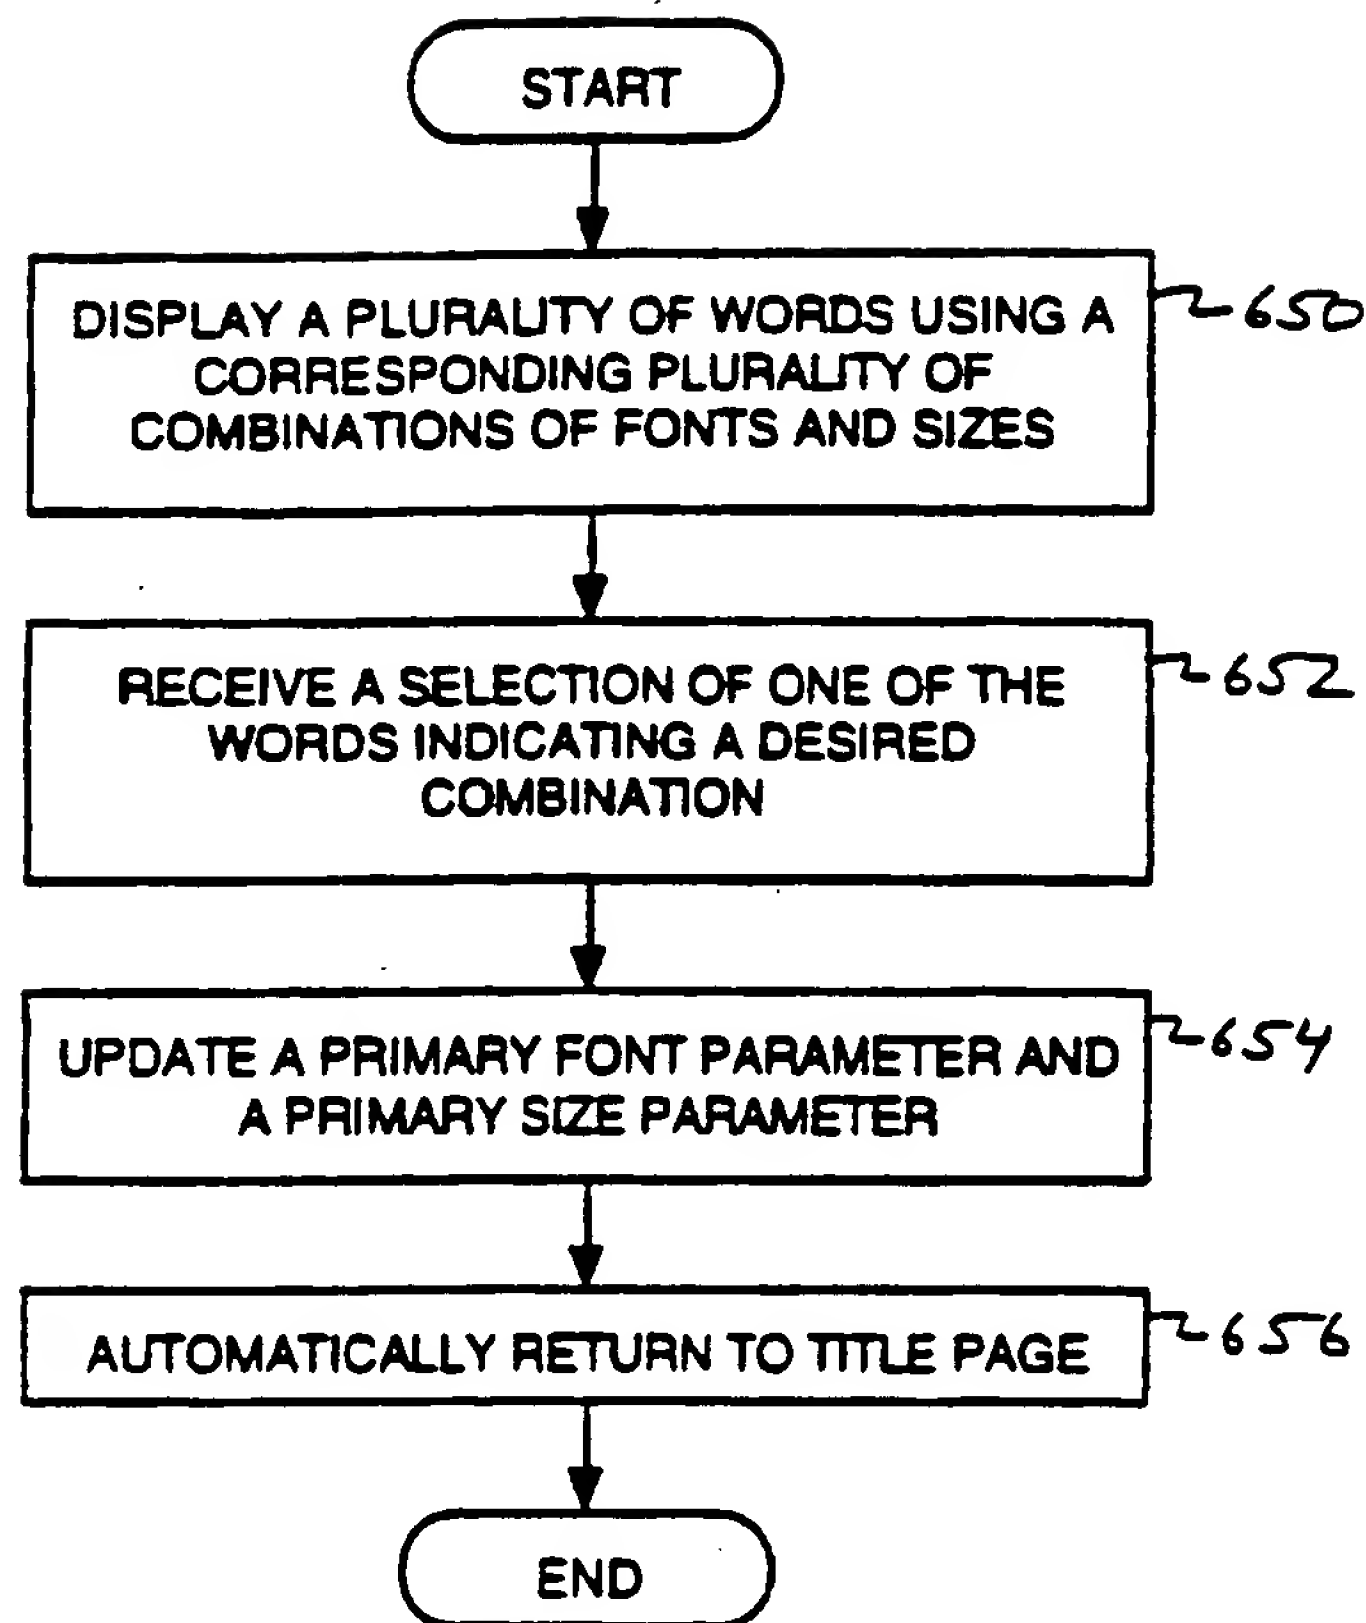 START
DISPLAY A PLURALITY OF WORDS USING A
CORRESPONDING PLURALITY OF
COMBINATIONS OF FONTS AND SIZES
650
RECEIVE A SELECTION OF ONE OF THE
WORDS INDICATING A DESIRED
COMBINATION
652
UPDATE A PRIMARY FONT PARAMETER AND
A PRIMARY SIZE PARAMETER
654
AUTOMATICALLY RETURN TO TITLE PAGE
656
END